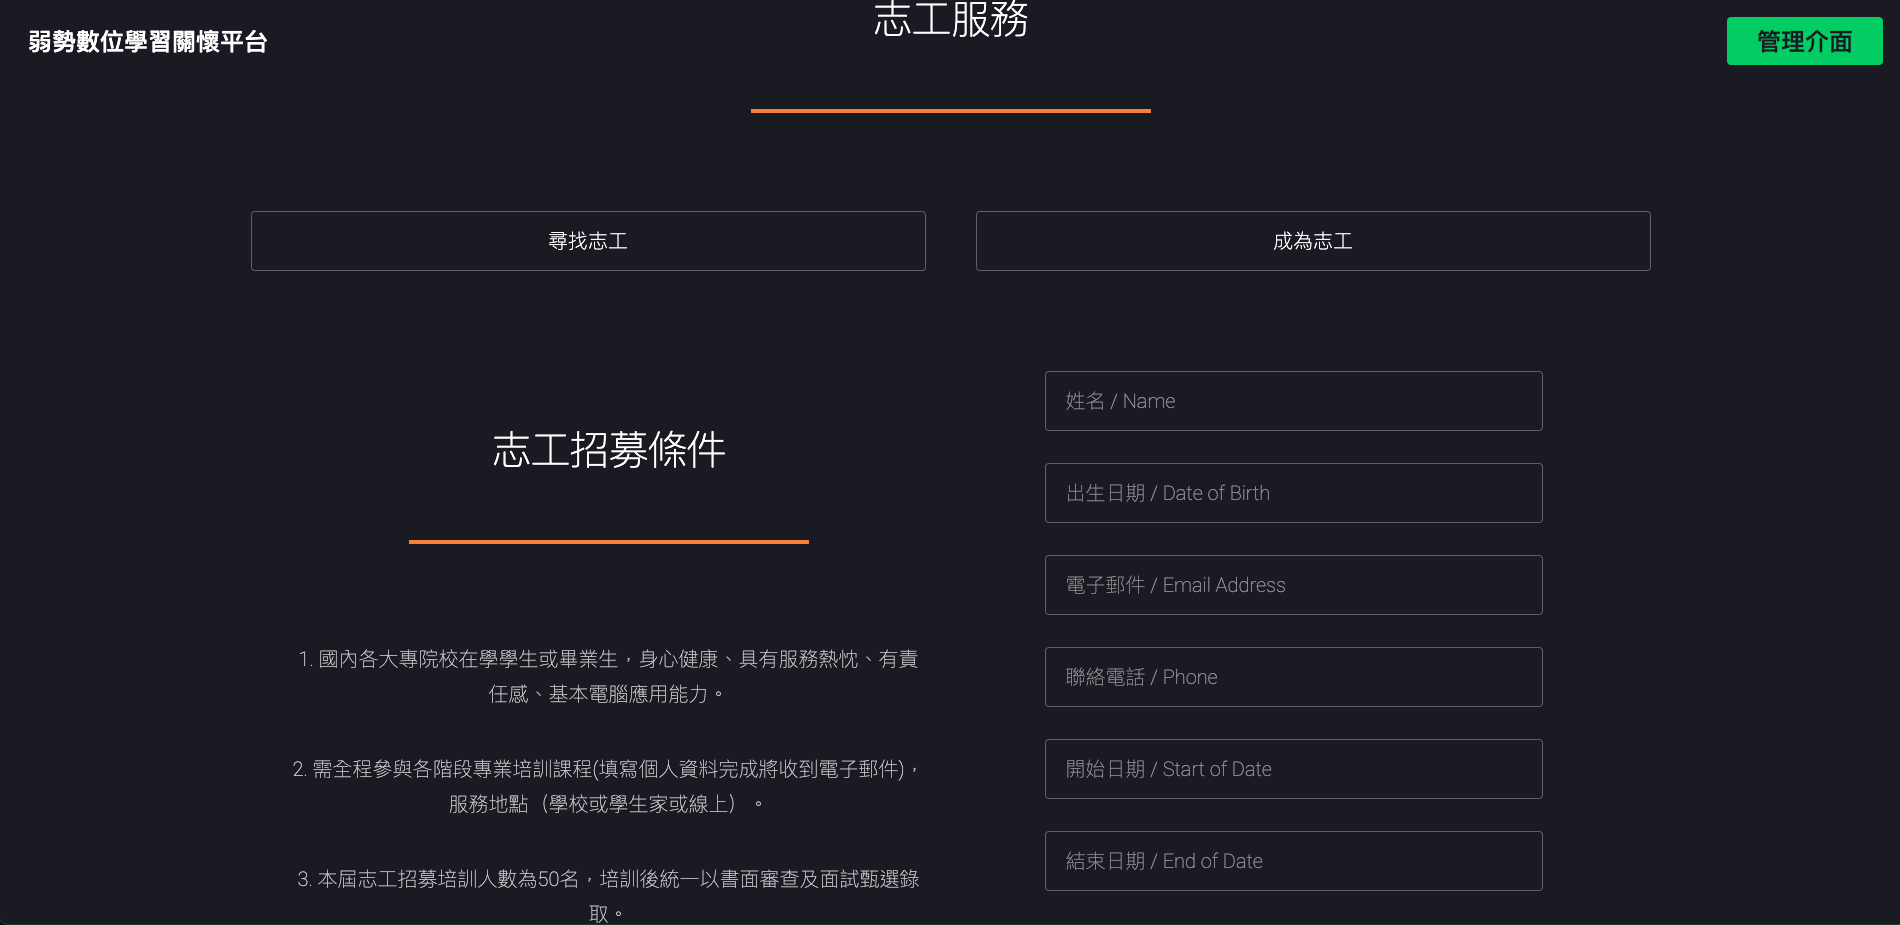 志工服務
弱勢數位學習關懷平台
管理介面
尋找志工
成為志工
志工招募條件
1. 國內各大專院校在學學生或畢業生，身心健康、具有服務熱忱、有責
任感、基本電腦應用能力。
2. 需全程參與各階段專業培訓課程(填寫個人資料完成將收到電子郵件)，
服務地點（學校或學生家或線上）。
3. 本屆志工招募培訓人數為50名，培訓後統一以書面審查及面試甄選錄
取。
姓名 / Name
出生日期 / Date of Birth
電子郵件 / Email Address
聯絡電話 / Phone
開始日期 / Start of Date
結束日期 / End of Date